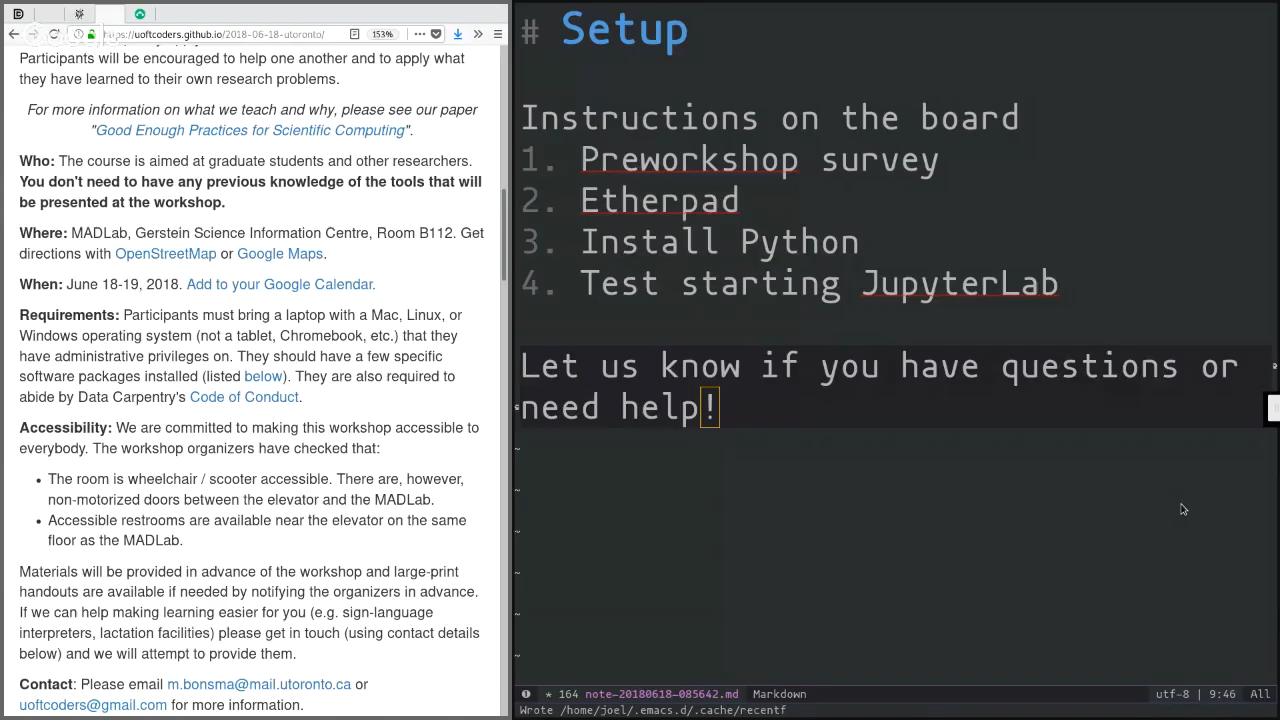 https://uoftcoders.github.io/2018-06-18-utoronto/
153%
Participants will be encouraged to help one another and to apply what
they have learned to their own research problems.
For more information on what we teach and why, please see our paper
"Good Enough Practices for Scientific Computing".
Who: The course is aimed at graduate students and other researchers.
You don't need to have any previous knowledge of the tools that will
be presented at the workshop.
Where: MADLab, Gerstein Science Information Centre, Room B112. Get
directions with OpenStreetMap or Google Maps.
When: June 18-19, 2018. Add to your Google Calendar.
Requirements: Participants must bring a laptop with a Mac, Linux, or
Windows operating system (not a tablet, Chromebook, etc.) that they
have administrative privileges on. They should have a few specific
software packages installed (listed below). They are also required to
abide by Data Carpentry's Code of Conduct.
Accessibility: We are committed to making this workshop accessible to
everybody. The workshop organizers have checked that:
• The room is wheelchair / scooter accessible. There are, however,
non-motorized doors between the elevator and the MADLab.
• Accessible restrooms are available near the elevator on the same
floor as the MADLab.
Materials will be provided in advance of the workshop and large-print
handouts are available if needed by notifying the organizers in advance.
If we can help making learning easier for you (e.g. sign-language
interpreters, lactation facilities) please get in touch (using contact details
below) and we will attempt to provide them.
Contact: Please email m.bonsma@mail.utoronto.ca or
uoftcoders@gmail.com for more information.
# Setup
Instructions on the board
1. Preworkshop survey
2. Etherpad
3. Install Python
4. Test starting JupyterLab
Let us know if you have questions or
need help!
~
~
~
~
~
~
* 164 note-20180618-085642.md Markdown utf-8 | 9:46 All
Wrote /home/joel/.emacs.d/.cache/recentf